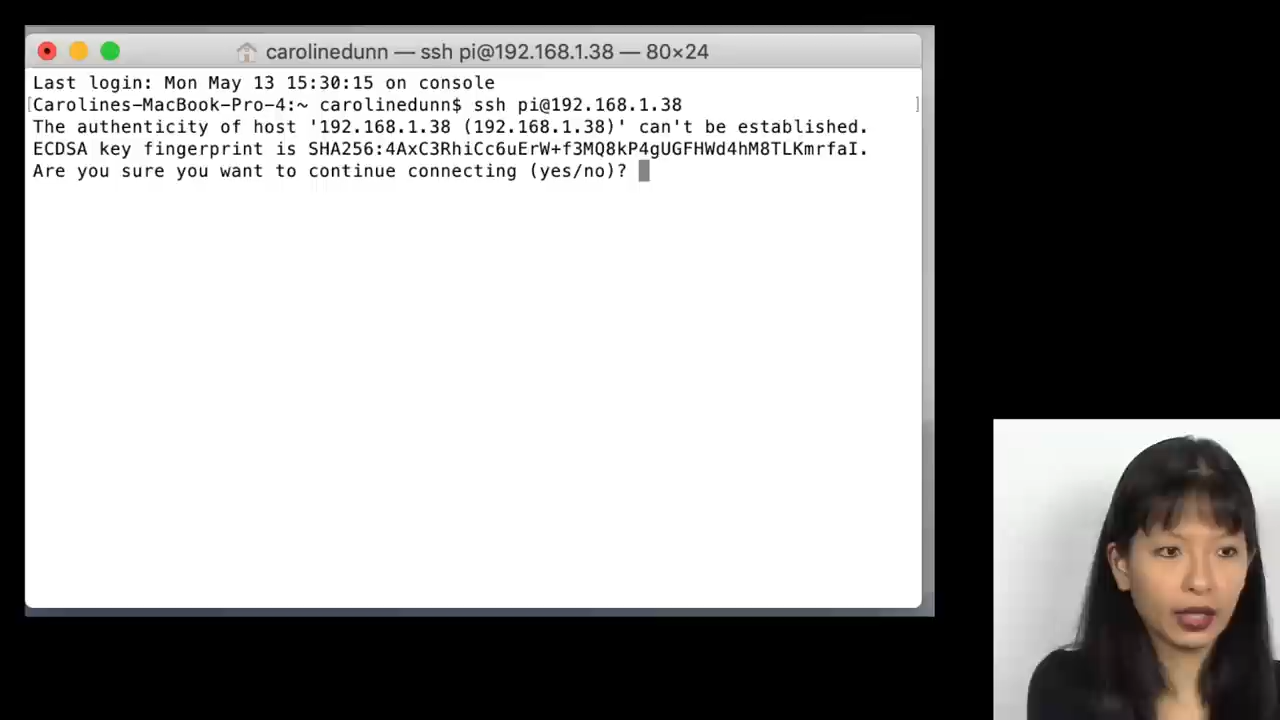 carolinedunn — ssh pi@192.168.1.38 — 80×24
Last login: Mon May 13 15:30:15 on console
[Carolines-MacBook-Pro-4:~ carolinedunn$ ssh pi@192.168.1.38 ]
The authenticity of host '192.168.1.38 (192.168.1.38)' can't be established.
ECDSA key fingerprint is SHA256:4AxC3RhiCc6uErW+f3MQ8kP4gUGFHWd4hM8TLKmrfaI.
Are you sure you want to continue connecting (yes/no)?